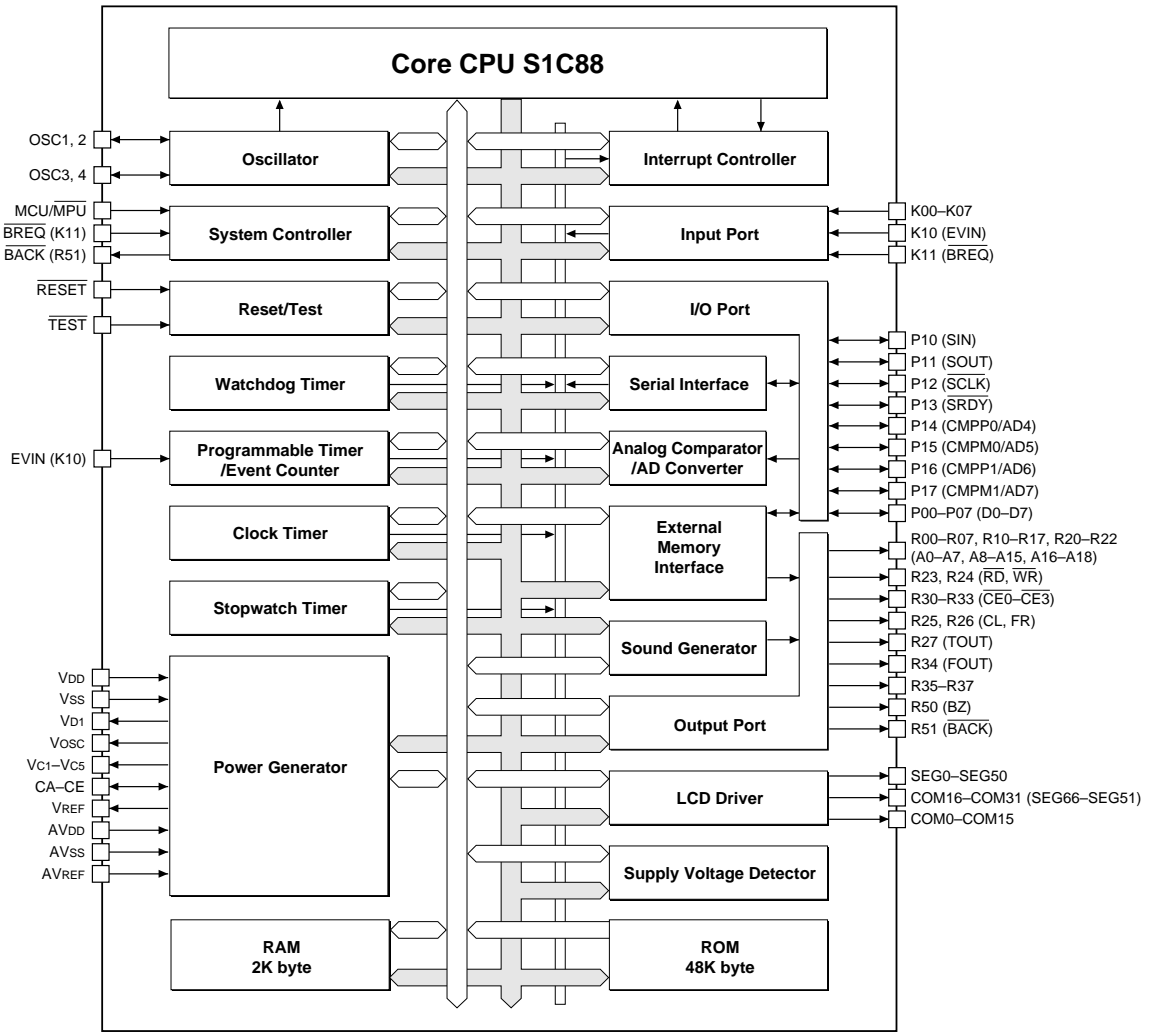 Core CPU S1C88
OSC1, 2
OSC3, 4
Oscillator
Interrupt Controller
MCU/MPU
BREQ (K11)
BACK (R51)
System Controller
Input Port
K00–K07
K10 (EVIN)
K11 (BREQ)
RESET
TEST
Reset/Test
I/O Port
Watchdog Timer
Serial Interface
EVIN (K10)
Programmable Timer
/Event Counter
Analog Comparator
/AD Converter
P10 (SIN)
P11 (SOUT)
P12 (SCLK)
P13 (SRDY)
P14 (CMPP0/AD4)
P15 (CMPM0/AD5)
P16 (CMPP1/AD6)
P17 (CMPM1/AD7)
P00–P07 (D0–D7)
Clock Timer
External
Memory
Interface
R00–R07, R10–R17, R20–R22
(A0–A7, A8–A15, A16–A18)
R23, R24 (RD, WR)
R30–R33 (CE0–CE3)
R25, R26 (CL, FR)
R27 (TOUT)
R34 (FOUT)
R35–R37
R50 (BZ)
R51 (BACK)
Stopwatch Timer
Sound Generator
Output Port
VDD
VSS
VD1
VOSC
VC1–VC5
CA–CE
VREF
AVDD
AVSS
AVREF
Power Generator
LCD Driver
SEG0–SEG50
COM16–COM31 (SEG66–SEG51)
COM0–COM15
Supply Voltage Detector
RAM
2K byte
ROM
48K byte